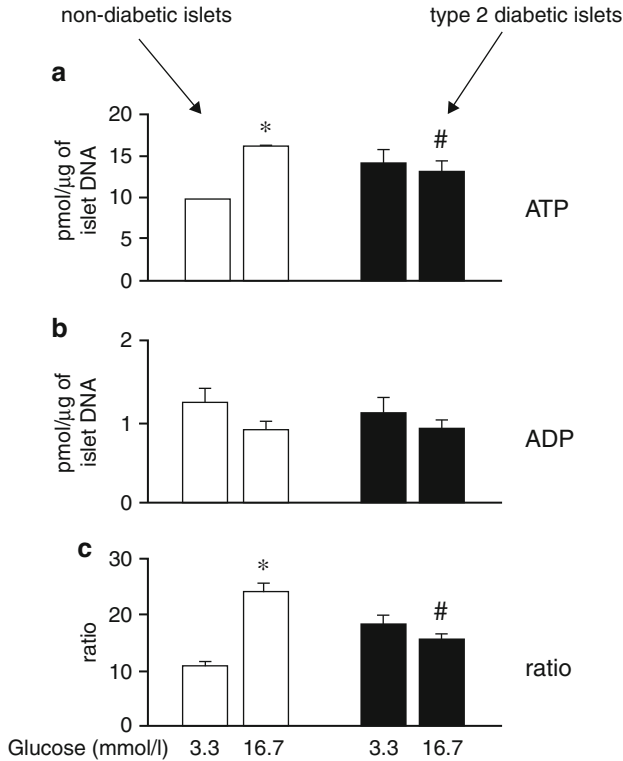 non-diabetic islets
type 2 diabetic islets
a
pmol/µg of
islet DNA
20
15
10
5
0
*
#
ATP
b
pmol/µg of
islet DNA
2
1
0
ADP
c
ratio
30
20
10
0
*
#
ratio
Glucose (mmol/l) 3.3 16.7 3.3 16.7